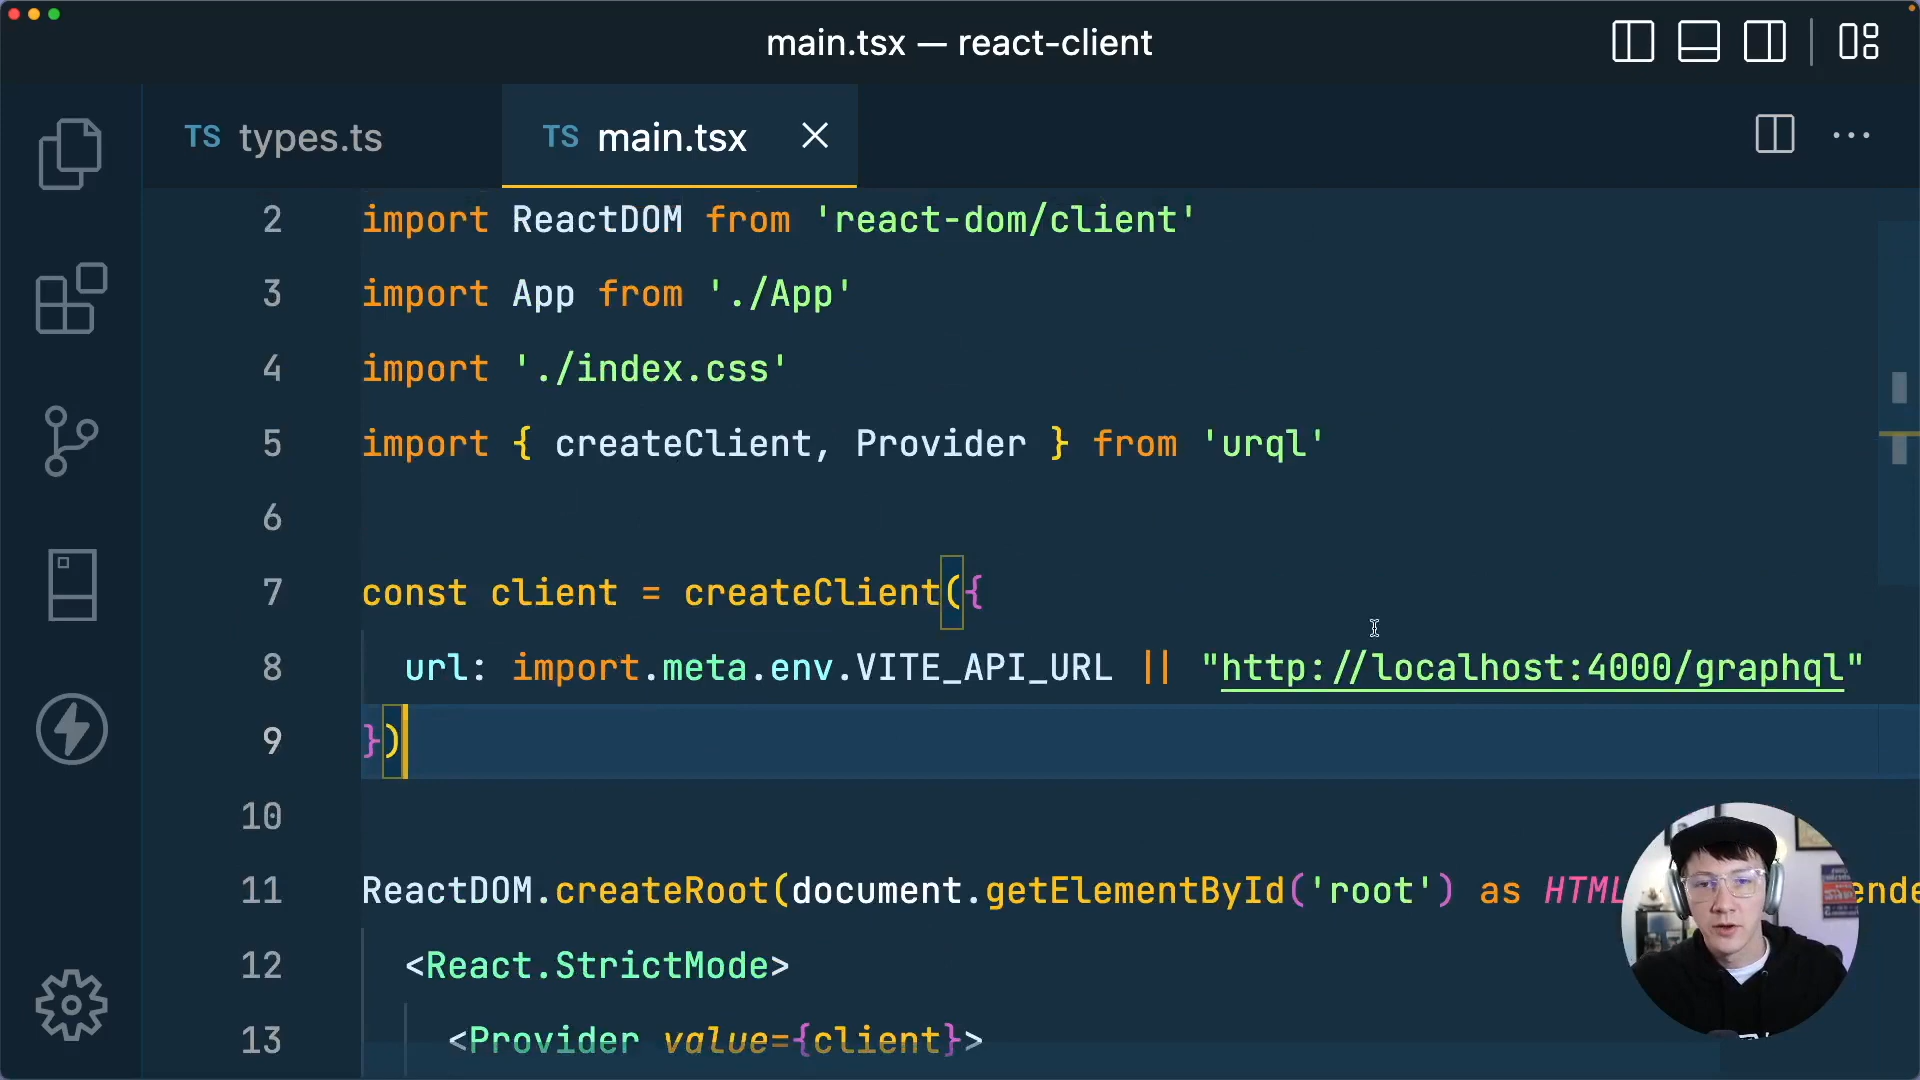 main.tsx — react-client
TS types.ts
TS main.tsx
2 import ReactDOM from 'react-dom/client'
3 import App from './App'
4 import './index.css'
5 import { createClient, Provider } from 'urql'
6
7 const client = createClient({
8 url: import.meta.env.VITE_API_URL || "http://localhost:4000/graphql"
9 })
10
11 ReactDOM.createRoot(document.getElementById('root') as HTML ende
12 <React.StrictMode>
13 <Provider value={client}>